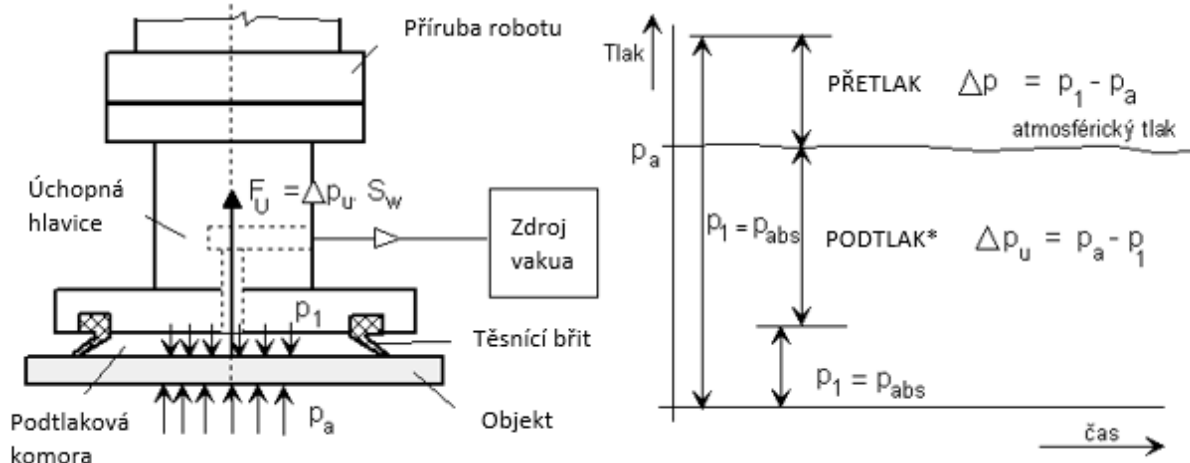 Příruba robotu
Úchopná
hlavice
F_U = Δp_u. S_w
Zdroj
vakua
p_1
Těsnící břit
Podtlaková
komora
p_a
Objekt
Tlak
PŘETLAK Δp = p_1 - p_a
atmosférický tlak
p_a
p_1 = p_abs
PODTLAK* Δp_u = p_a - p_1
p_1 = p_abs
čas